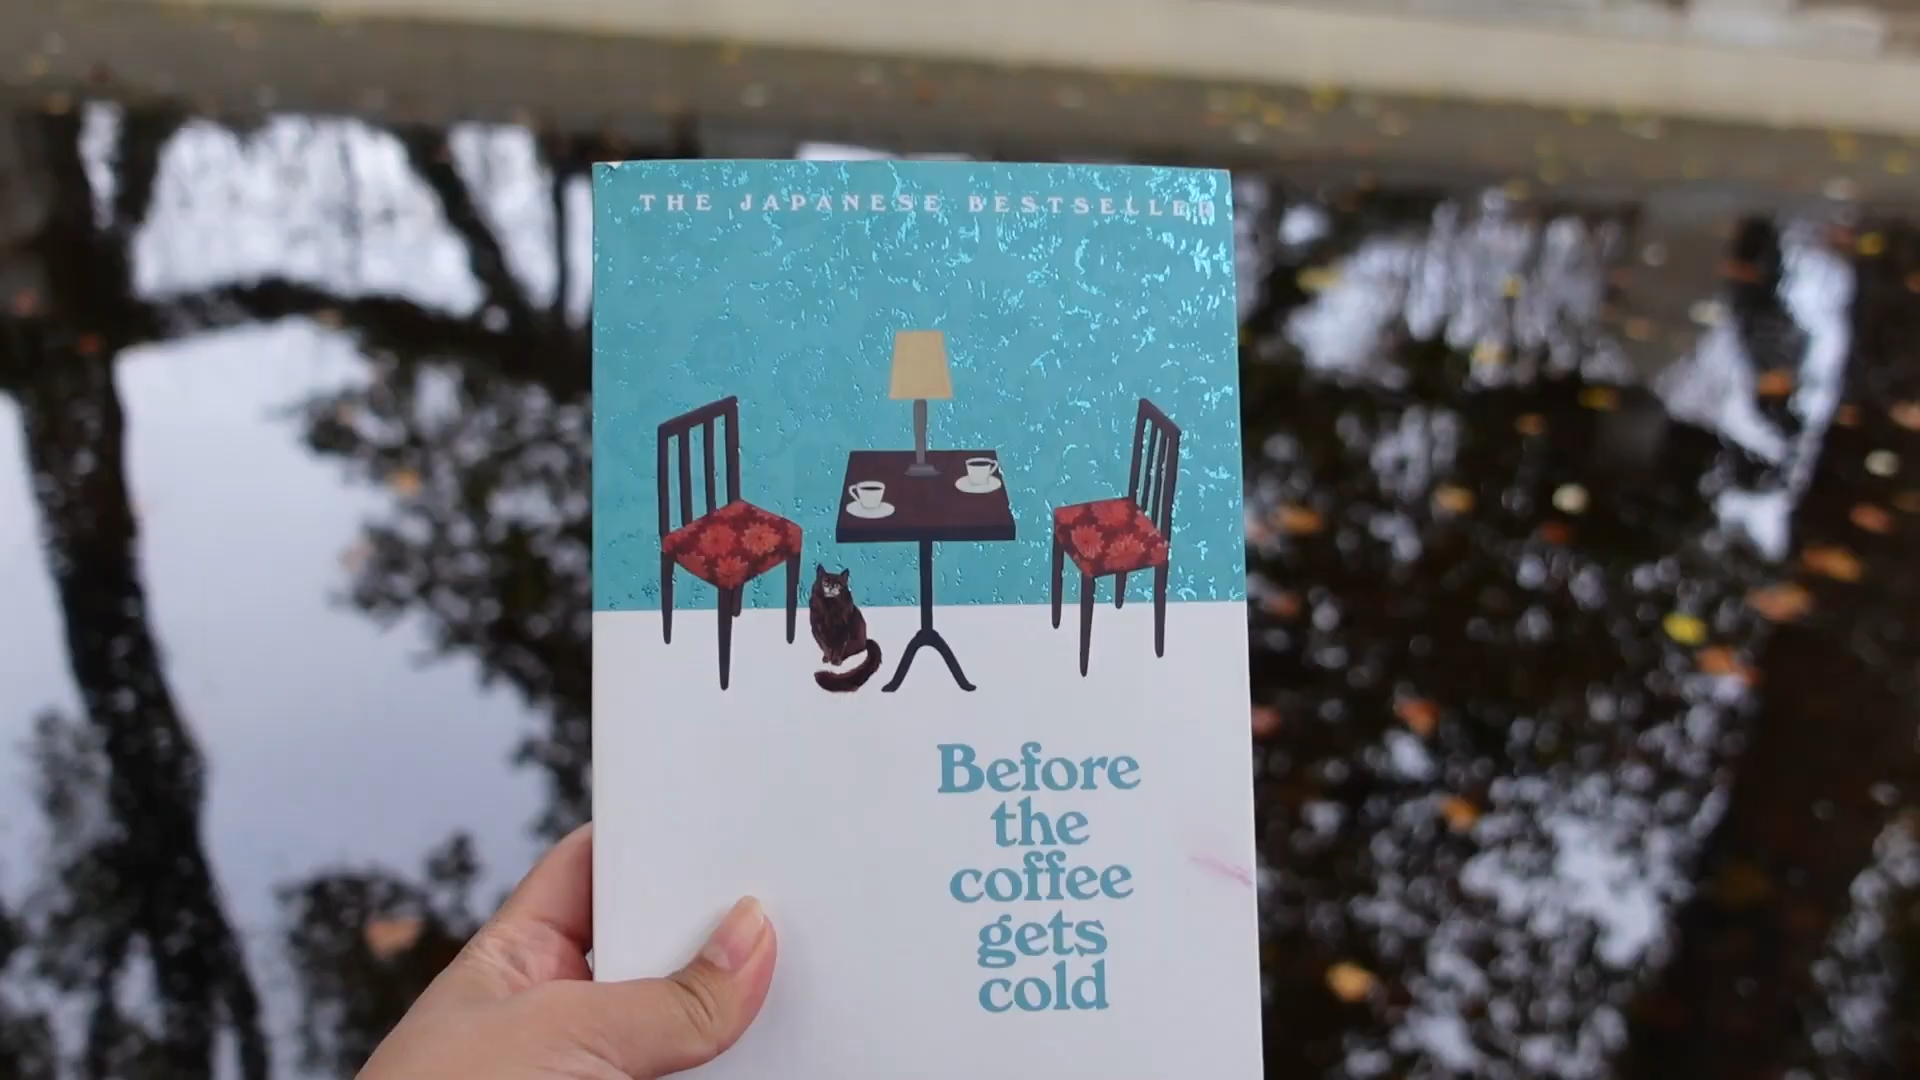 THE JAPANESE BESTSELLER
Before
the
coffee
gets
cold